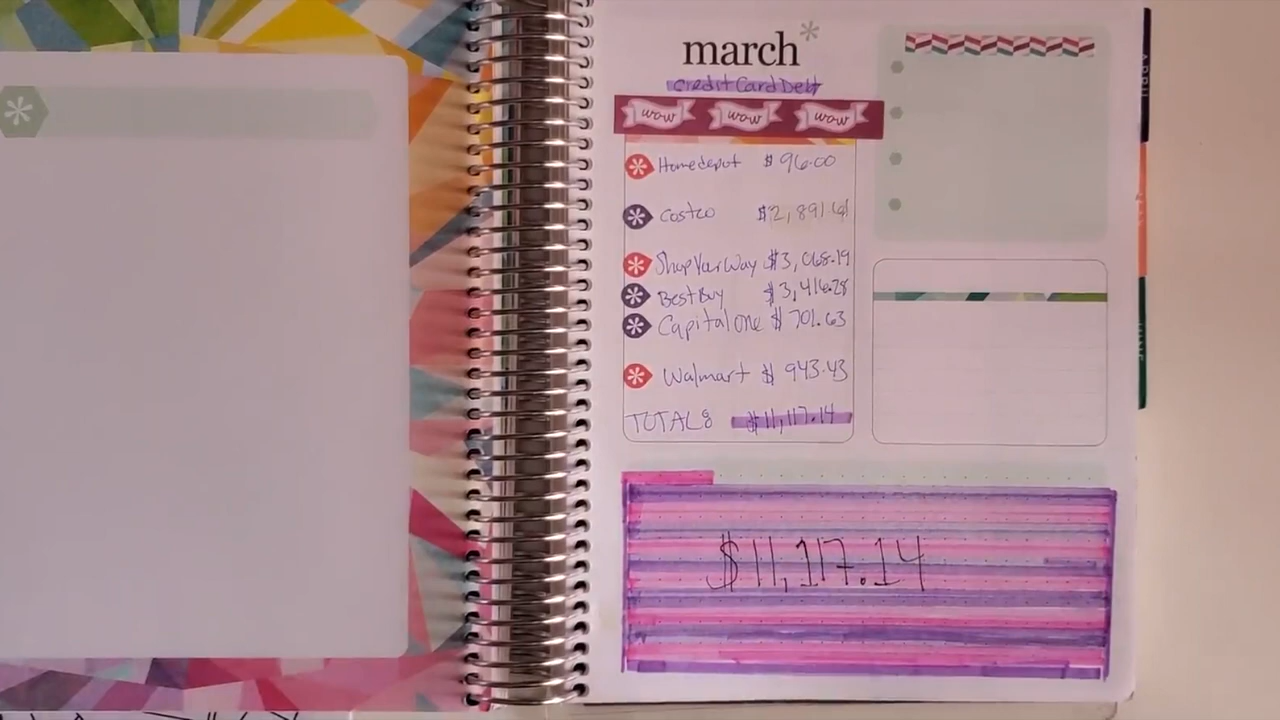 march
Credit Card Debt
wow wow wow
Homedepot $96.00
Costco $2,891.61
ShopYourWay $3,068.19
BestBuy $3,416.28
Capital one $701.63
Walmart $943.43
TOTAL: $11,117.14
$11,117.14